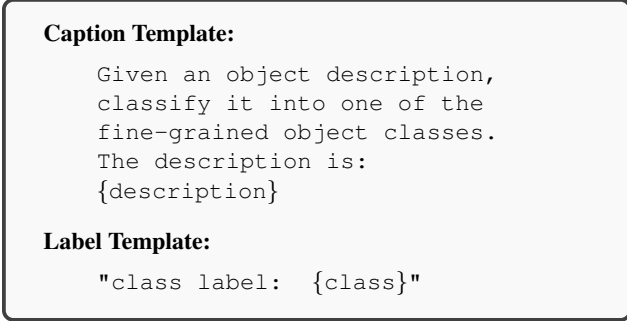 Caption Template:
Given an object description,
classify it into one of the
fine-grained object classes.
The description is:
{description}
Label Template:
"class label: {class}"